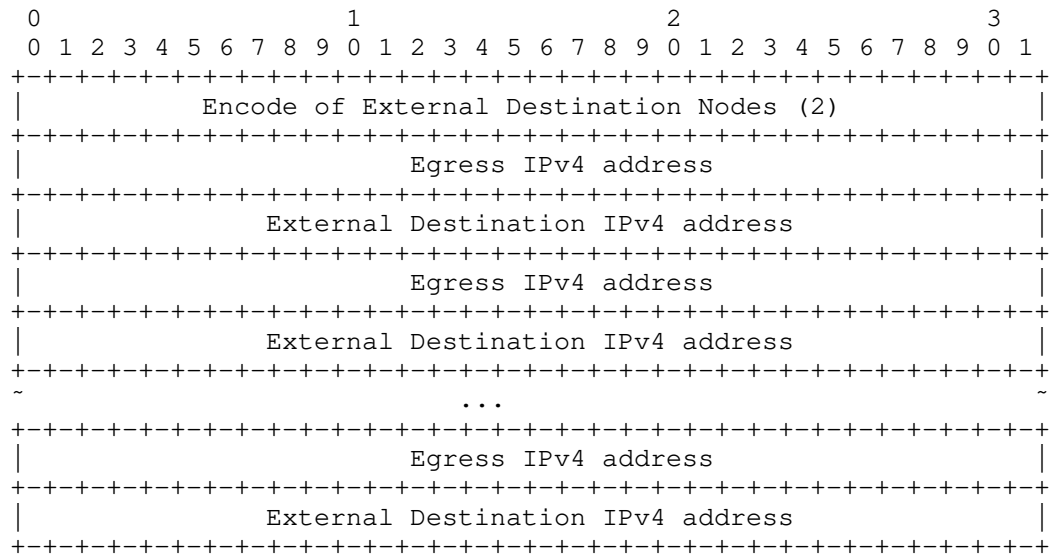 0                   1                   2                   3
 0 1 2 3 4 5 6 7 8 9 0 1 2 3 4 5 6 7 8 9 0 1 2 3 4 5 6 7 8 9 0 1
+-+-+-+-+-+-+-+-+-+-+-+-+-+-+-+-+-+-+-+-+-+-+-+-+-+-+-+-+-+-+-+-+
|           Encode of External Destination Nodes (2)            |
+-+-+-+-+-+-+-+-+-+-+-+-+-+-+-+-+-+-+-+-+-+-+-+-+-+-+-+-+-+-+-+-+
|                        Egress IPv4 address                    |
+-+-+-+-+-+-+-+-+-+-+-+-+-+-+-+-+-+-+-+-+-+-+-+-+-+-+-+-+-+-+-+-+
|               External Destination IPv4 address               |
+-+-+-+-+-+-+-+-+-+-+-+-+-+-+-+-+-+-+-+-+-+-+-+-+-+-+-+-+-+-+-+-+
|                        Egress IPv4 address                    |
+-+-+-+-+-+-+-+-+-+-+-+-+-+-+-+-+-+-+-+-+-+-+-+-+-+-+-+-+-+-+-+-+
|               External Destination IPv4 address               |
+-+-+-+-+-+-+-+-+-+-+-+-+-+-+-+-+-+-+-+-+-+-+-+-+-+-+-+-+-+-+-+-+
~                           ...                                 ~
+-+-+-+-+-+-+-+-+-+-+-+-+-+-+-+-+-+-+-+-+-+-+-+-+-+-+-+-+-+-+-+-+
|                        Egress IPv4 address                    |
+-+-+-+-+-+-+-+-+-+-+-+-+-+-+-+-+-+-+-+-+-+-+-+-+-+-+-+-+-+-+-+-+
|               External Destination IPv4 address               |
+-+-+-+-+-+-+-+-+-+-+-+-+-+-+-+-+-+-+-+-+-+-+-+-+-+-+-+-+-+-+-+-+